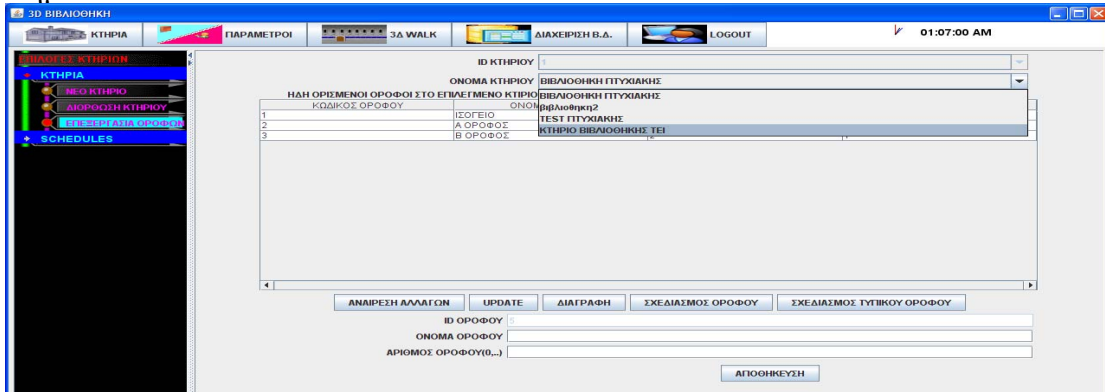 3D ΒΙΒΛΙΟΘΗΚΗ
ΚΤΗΡΙΑ ΠΑΡΑΜΕΤΡΟΙ 3Δ WALK ΔΙΑΧΕΙΡΙΣΗ Β.Δ. LOGOUT 01:07:00 AM
ΕΠΙΛΟΓΕΣ ΚΤΗΡΙΩΝ
ΚΤΗΡΙΑ
ΝΕΟ ΚΤΗΡΙΟ
ΔΙΟΡΘΩΣΗ ΚΤΗΡΙΟΥ
ΕΠΕΞΕΡΓΑΣΙΑ ΟΡΟΦΩΝ
SCHEDULES
ID ΚΤΗΡΙΟΥ 1
ΟΝΟΜΑ ΚΤΗΡΙΟΥ ΒΙΒΛΙΟΘΗΚΗ ΠΤΥΧΙΑΚΗΣ
ΒΙΒΛΙΟΘΗΚΗ ΠΤΥΧΙΑΚΗΣ
βιβλιοθηκη2
TEST ΠΤΥΧΙΑΚΗΣ
ΚΤΗΡΙΟ ΒΙΒΛΙΟΘΗΚΗΣ ΤΕΙ
ΗΔΗ ΟΡΙΣΜΕΝΟΙ ΟΡΟΦΟΙ ΣΤΟ ΕΠΙΛΕΓΜΕΝΟ ΚΤΙΡΙΟ
ΚΩΔΙΚΟΣ ΟΡΟΦΟΥ
1 ΙΣΟΓΕΙΟ
2 Α ΟΡΟΦΟΣ
3 Β ΟΡΟΦΟΣ
ΑΝΑΙΡΕΣΗ ΑΛΛΑΓΩΝ UPDATE ΔΙΑΓΡΑΦΗ ΣΧΕΔΙΑΣΜΟΣ ΟΡΟΦΟΥ ΣΧΕΔΙΑΣΜΟΣ ΤΥΠΙΚΟΥ ΟΡΟΦΟΥ
ID ΟΡΟΦΟΥ 5
ΟΝΟΜΑ ΟΡΟΦΟΥ
ΑΡΙΘΜΟΣ ΟΡΟΦΟΥ(0,...)
ΑΠΟΘΗΚΕΥΣΗ